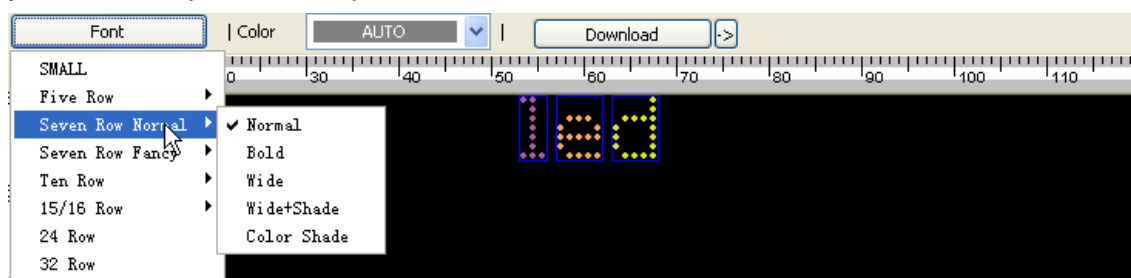 Font | Color AUTO | Download ->
0 30 40 50 60 70 80 90 100 110
led
SMALL
Five Row
Seven Row Normal
Seven Row Fancy
Ten Row
15/16 Row
24 Row
32 Row
✓ Normal
Bold
Wide
Wide+Shade
Color Shade